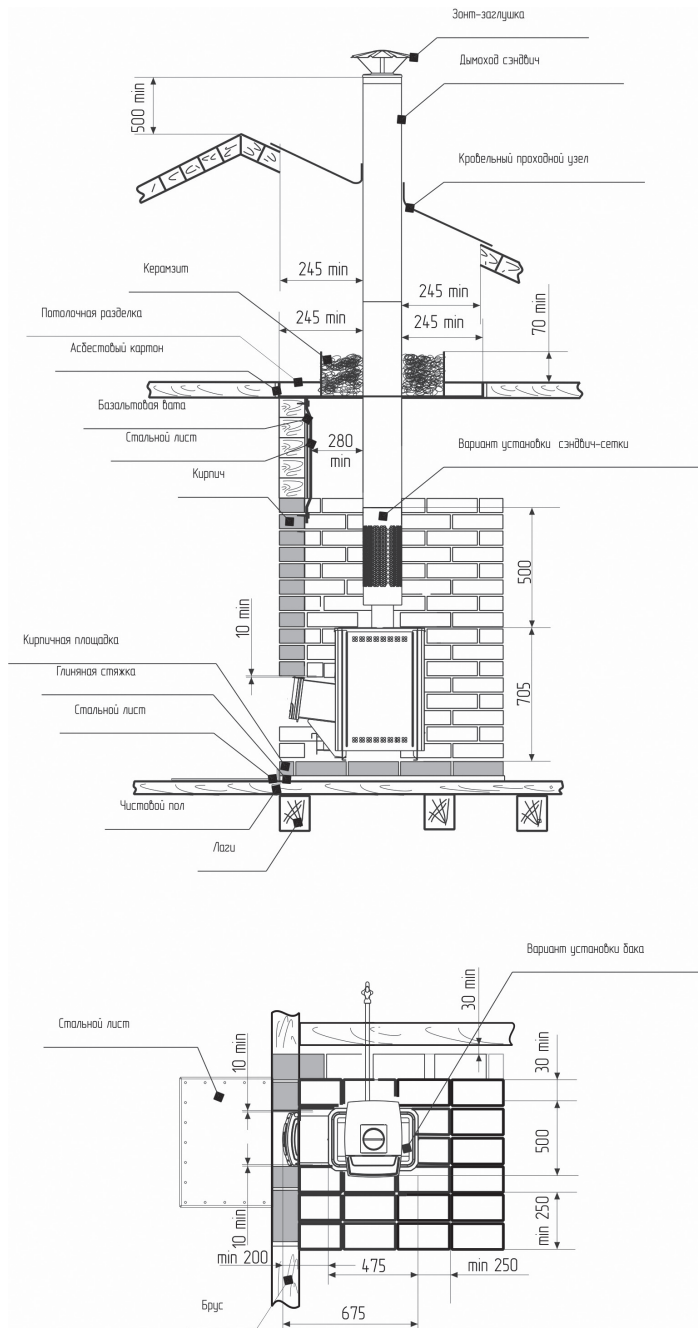 Зонт-заглушка
Дымоход сэндвич
500 min
Кровельный проходной узел
Керамзит
245 min
245 min
70 min
Потолочная разделка
245 min
245 min
Асбестовый картон
Базальтовая вата
Стальной лист
280
min
Вариант установки сэндвич-сетки
Кирпич
500
10 min
Кирпичная площадка
Глиняная стяжка
Стальной лист
705
Чистовой пол
Лаги
Вариант установки бака
30 min
Стальной лист
10 min
30 min
500
10 min
min 250
min 200
475
min 250
Брус
675